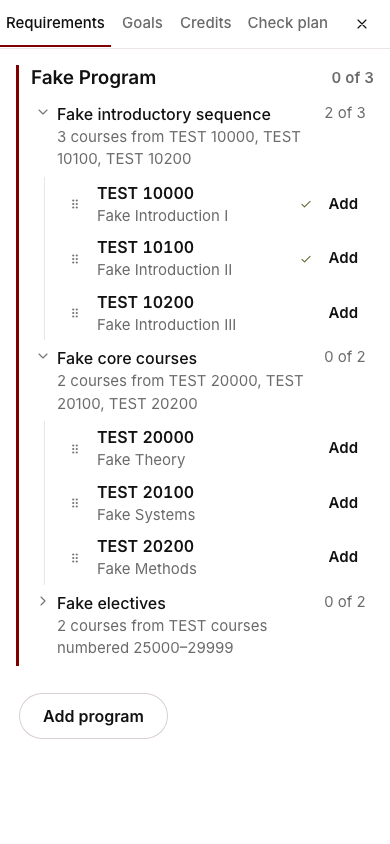 Requirements Goals Credits Check plan
Fake Program 0 of 3
Fake introductory sequence 2 of 3
3 courses from TEST 10000, TEST
10100, TEST 10200
TEST 10000
Fake Introduction I
Add
TEST 10100
Fake Introduction II
Add
TEST 10200
Fake Introduction III
Add
Fake core courses 0 of 2
2 courses from TEST 20000, TEST
20100, TEST 20200
TEST 20000
Fake Theory
Add
TEST 20100
Fake Systems
Add
TEST 20200
Fake Methods
Add
Fake electives 0 of 2
2 courses from TEST courses
numbered 25000–29999
Add program